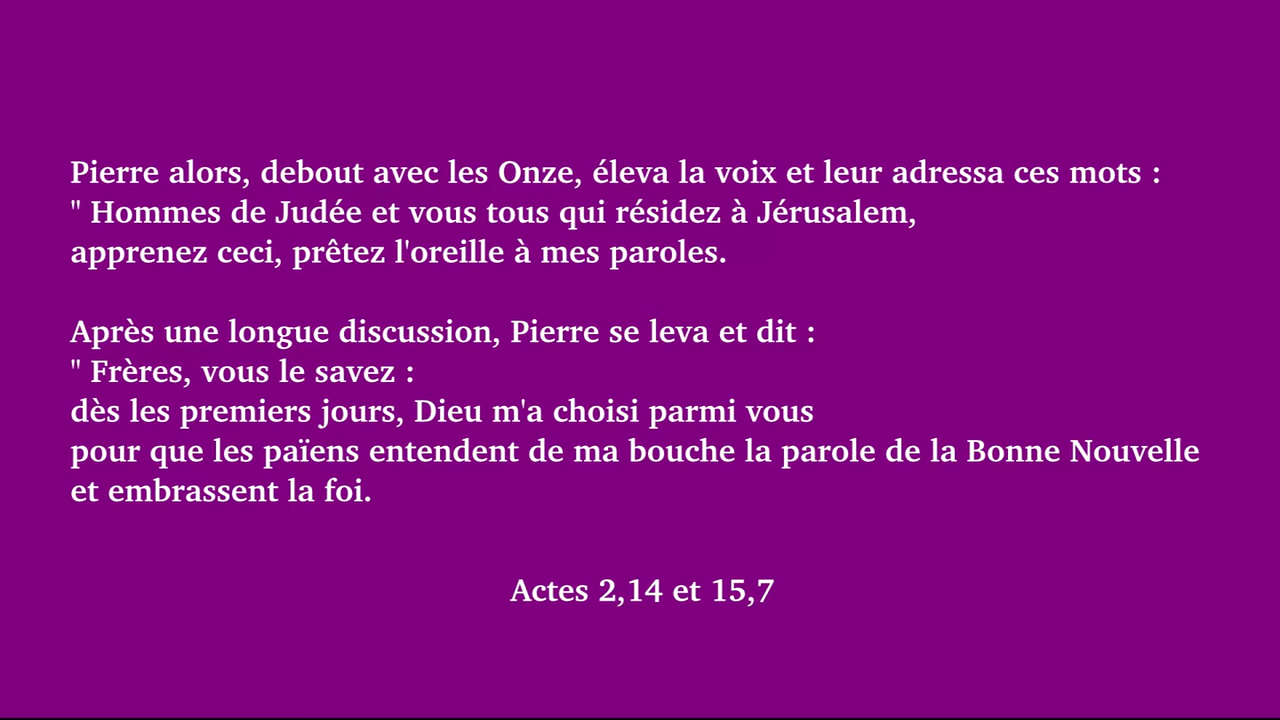 Pierre alors, debout avec les Onze, éleva la voix et leur adressa ces mots :
" Hommes de Judée et vous tous qui résidez à Jérusalem,
apprenez ceci, prêtez l'oreille à mes paroles.
Après une longue discussion, Pierre se leva et dit :
" Frères, vous le savez :
dès les premiers jours, Dieu m'a choisi parmi vous
pour que les païens entendent de ma bouche la parole de la Bonne Nouvelle
et embrassent la foi.
Actes 2,14 et 15,7